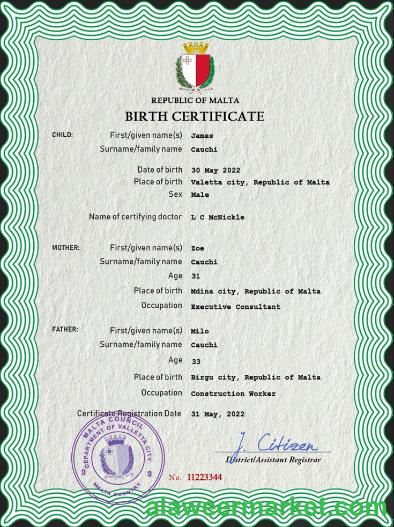 REPUBLIC OF MALTA
BIRTH CERTIFICATE
CHILD: First/given name(s) James
Surname/family name Cauchi
Date of birth 30 May 2022
Place of birth Valetta city, Republic of Malta
Sex Male
Name of certifying doctor L C McNickle
MOTHER: First/given name(s) Zoe
Surname/family name Cauchi
Age 31
Place of birth Mdina city, Republic of Malta
Occupation Executive Consultant
FATHER: First/given name(s) Milo
Surname/family name Cauchi
Age 33
Place of birth Birgu city, Republic of Malta
Occupation Construction Worker
Certificate Registration Date 31 May, 2022
MALTA COUNCIL
DEPARTMENT OF VALLETTA CITY
3 3
MALTA COUNTRY
J. Citizen
District/Assistant Registrar
No. 11223344
alaweermarket.com